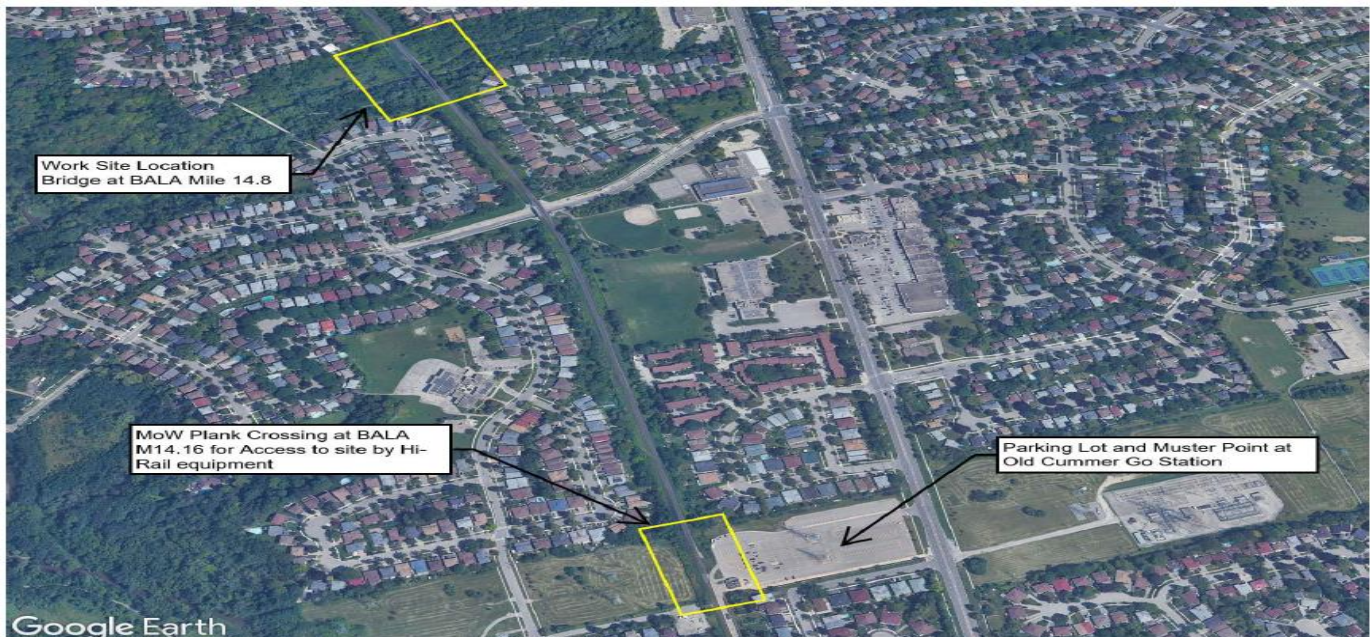 Work Site Location
Bridge at BALA Mile 14.8
MoW Plank Crossing at BALA
M14.16 for Access to site by Hi-
Rail equipment
Parking Lot and Muster Point at
Old Cummer Go Station
Google Earth